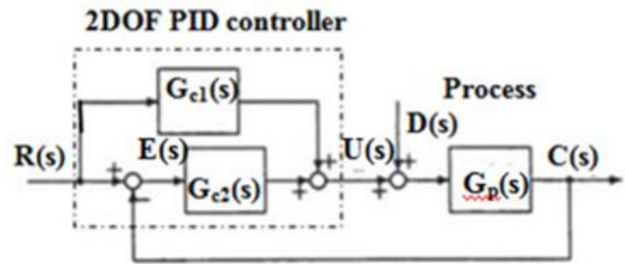 2DOF PID controller
Gc1(s)
Process
D(s)
R(s)
E(s)
U(s)
C(s)
+
+
+
Gc2(s)
+
+
Gp(s)
−